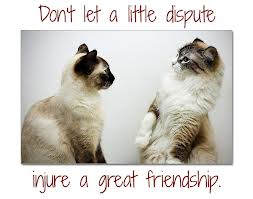 Don't let a little dispute
injure a great friendship.